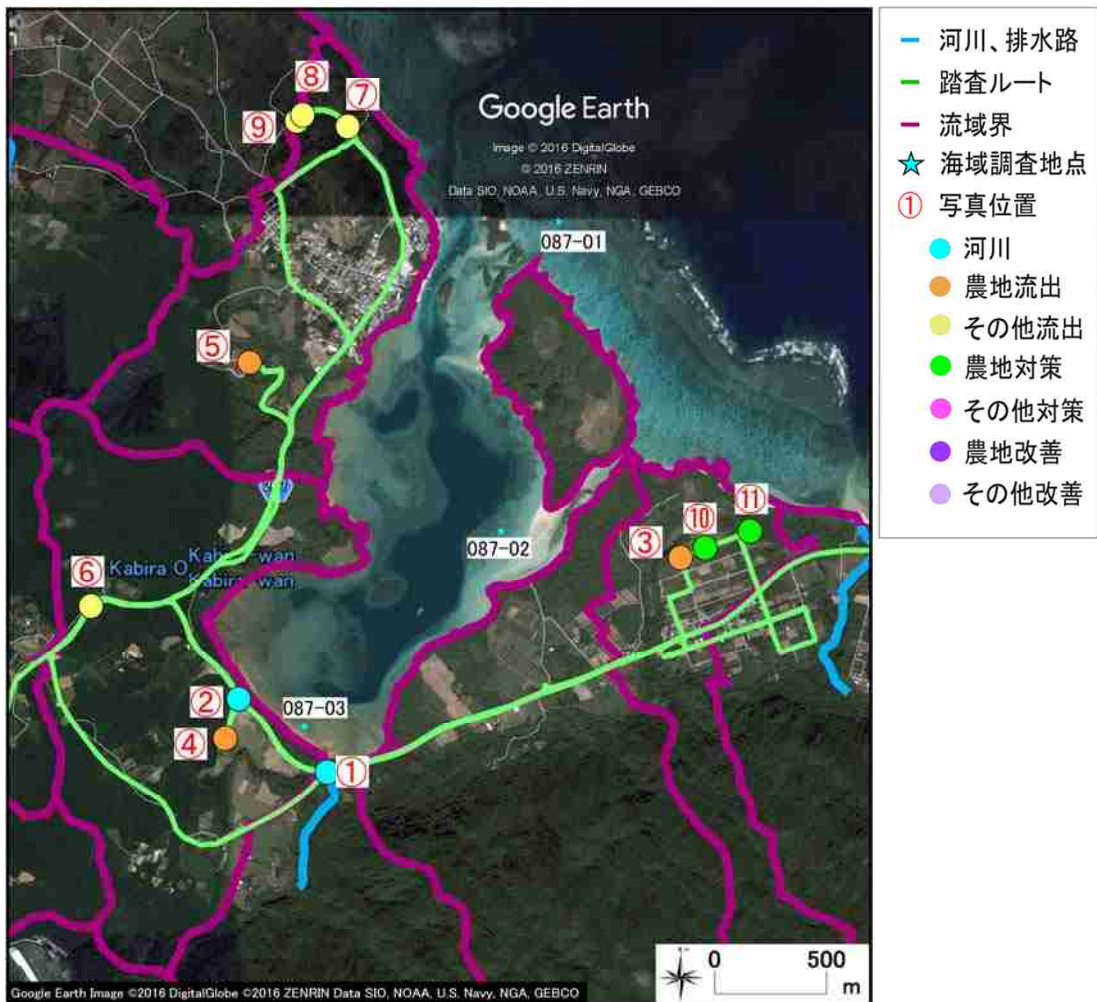 ⑧
⑦
⑨
Google Earth
Image © 2016 DigitalGlobe
© 2016 ZENRIN
Data SIO, NOAA, U.S. Navy, NGA, GEBCO
087-01
⑤
087-02
③
⑩
⑪
⑥
Kabira
Kabira-wan
②
087-03
④
①
0 500
m
Google Earth Image ©2016 DigitalGlobe ©2016 ZENRIN Data SIO, NOAA, U.S. Navy, NGA, GEBCO
河川、排水路
踏査ルート
流域界
海域調査地点
① 写真位置
河川
農地流出
その他流出
農地対策
その他対策
農地改善
その他改善